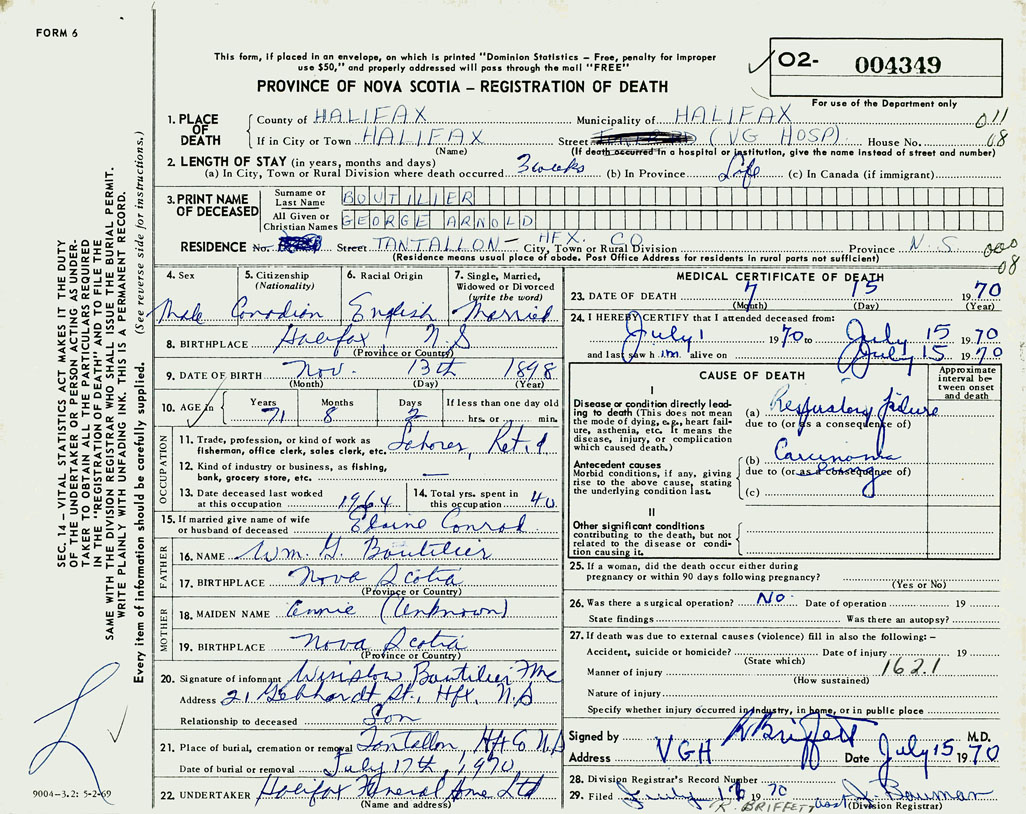 FORM 6
This form, if placed in an envelope, on which is printed "Dominion Statistics – Free, penalty for improper
use $50," and properly addressed will pass through the mail "FREE"
PROVINCE OF NOVA SCOTIA – REGISTRATION OF DEATH
O2- 004349
For use of the Department only
1. PLACE OF DEATH
County of HALIFAX Municipality of HALIFAX 011
If in City or Town HALIFAX Street (VG HOSP) House No. 08
(Name) (If death occurred in a hospital or institution, give the name instead of street and number)
2. LENGTH OF STAY (in years, months and days)
(a) In City, Town or Rural Division where death occurred 3 weeks (b) In Province Life (c) In Canada (if immigrant)
3. PRINT NAME OF DECEASED
Surname or Last Name BOUTILIER
All Given or Christian Names GEORGE ARNOLD
RESIDENCE No. Street TANTALLON – HFX. CO City, Town or Rural Division Province N.S 000
(Residence means usual place of abode. Post Office Address for residents in rural parts not sufficient) 08
4. Sex Male
5. Citizenship (Nationality) Canadian
6. Racial Origin English
7. Single, Married, Widowed or Divorced (write the word) Married
8. BIRTHPLACE Halifax N.S
(Province or Country)
9. DATE OF BIRTH Nov. 13th 1898
(Month) (Day) (Year)
10. AGE in Years 71 Months 8 Days 2 If less than one day old hrs. or min.
OCCUPATION
11. Trade, profession, or kind of work as fisherman, office clerk, sales clerk, etc. Laborer, Ret.d
12. Kind of industry or business, as fishing, bank, grocery store, etc. —
13. Date deceased last worked at this occupation 1964
14. Total yrs. spent in this occupation 40
15. If married give name of wife or husband of deceased Elaine Conrad
FATHER
16. NAME Wm. G. Boutilier
17. BIRTHPLACE Nova Scotia
(Province or Country)
MOTHER
18. MAIDEN NAME Annie (Unknown)
19. BIRTHPLACE Nova Scotia
(Province or Country)
20. Signature of informant Winslow Boutilier
Address 21 Gebhardt St., Hfx, N.S
Relationship to deceased Son
21. Place of burial, cremation or removal Tantallon, Hfx Co N.S
Date of burial or removal July 17th, 1970
22. UNDERTAKER Halifax Funeral Home Ltd
(Name and address)
MEDICAL CERTIFICATE OF DEATH
23. DATE OF DEATH 7 15 1970
(Month) (Day) (Year)
24. I HEREBY CERTIFY that I attended deceased from:
July 1 1970 to July 15 1970
and last saw him alive on July 15 1970
CAUSE OF DEATH
Approximate interval between onset and death
I
Disease or condition directly leading to death (This does not mean the mode of dying, e.g., heart failure, asthenia, etc. It means the disease, injury, or complication which caused death.)
(a) Respiratory failure
due to (or as a consequence of)
Antecedent causes
Morbid conditions, if any, giving rise to the above cause, stating the underlying condition last.
(b) Carcinoma of lung
due to (or as a consequence of)
(c)
II
Other significant conditions contributing to the death, but not related to the disease or condition causing it.
25. If a woman, did the death occur either during
pregnancy or within 90 days following pregnancy?
(Yes or No)
26. Was there a surgical operation? NO Date of operation 19
State findings Was there an autopsy?
27. If death was due to external causes (violence) fill in also the following: –
Accident, suicide or homicide? Date of injury 19
(State which)
Manner of injury 162.1
(How sustained)
Nature of injury
Specify whether injury occurred in industry, in home, or in public place
Signed by R Briffett M.D.
Address VGH Date July 15 1970
28. Division Registrar's Record Number
29. Filed July 17 1970 Bauman
R. BRIFFETT (Division Registrar)
SEC. 14 – VITAL STATISTICS ACT MAKES IT THE DUTY
OF THE UNDERTAKER OR PERSON ACTING AS UNDER-
TAKER TO OBTAIN ALL THE PARTICULARS REQUIRED
IN THE "REGISTRATION OF DEATH" AND TO FILE THE
SAME WITH THE DIVISION REGISTRAR WHO SHALL ISSUE THE BURIAL PERMIT.
WRITE PLAINLY WITH UNFADING INK. THIS IS A PERMANENT RECORD.
Every item of information should be carefully supplied. (See reverse side for instructions.)
9004-3.2: 5-2-69